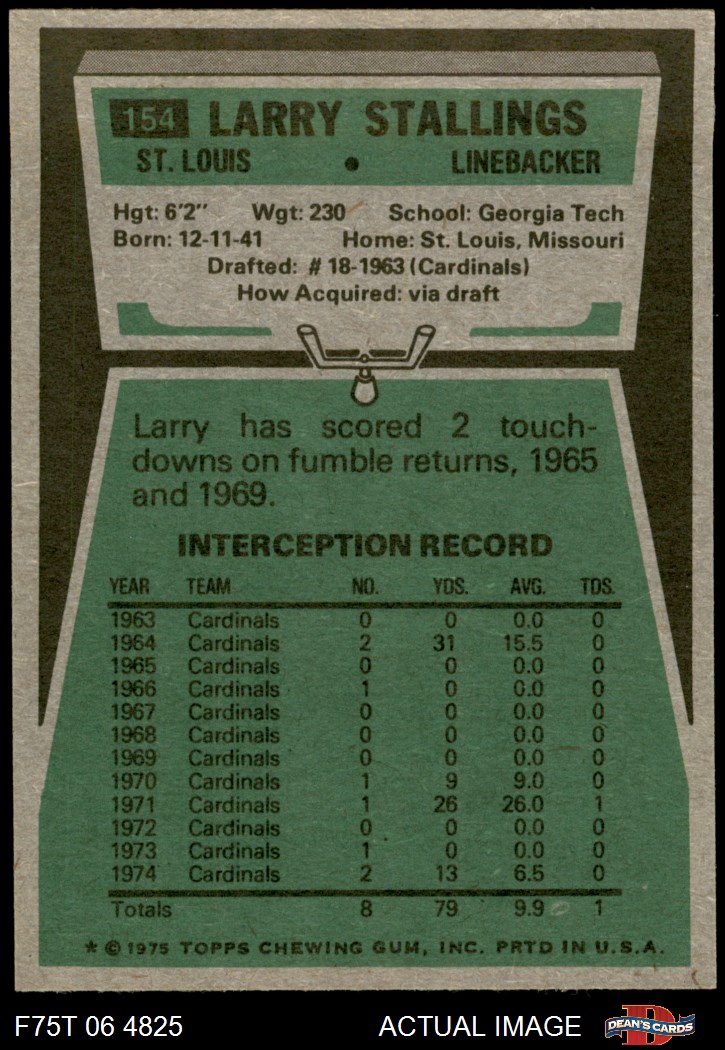 154 LARRY STALLINGS
ST. LOUIS • LINEBACKER
Hgt: 6'2" Wgt: 230 School: Georgia Tech
Born: 12-11-41 Home: St. Louis, Missouri
Drafted: # 18-1963 (Cardinals)
How Acquired: via draft
Larry has scored 2 touch-
downs on fumble returns, 1965
and 1969.
INTERCEPTION RECORD
YEAR TEAM NO. YDS. AVG. TDS.
1963 Cardinals 0 0 0.0 0
1964 Cardinals 2 31 15.5 0
1965 Cardinals 0 0 0.0 0
1966 Cardinals 1 0 0.0 0
1967 Cardinals 0 0 0.0 0
1968 Cardinals 0 0 0.0 0
1969 Cardinals 0 0 0.0 0
1970 Cardinals 1 9 9.0 0
1971 Cardinals 1 26 26.0 1
1972 Cardinals 0 0 0.0 0
1973 Cardinals 1 0 0.0 0
1974 Cardinals 2 13 6.5 0
Totals 8 79 9.9 1
* © 1975 TOPPS CHEWING GUM, INC. PRTD IN U.S.A.
F75T 06 4825 ACTUAL IMAGE D DEAN'S CARDS